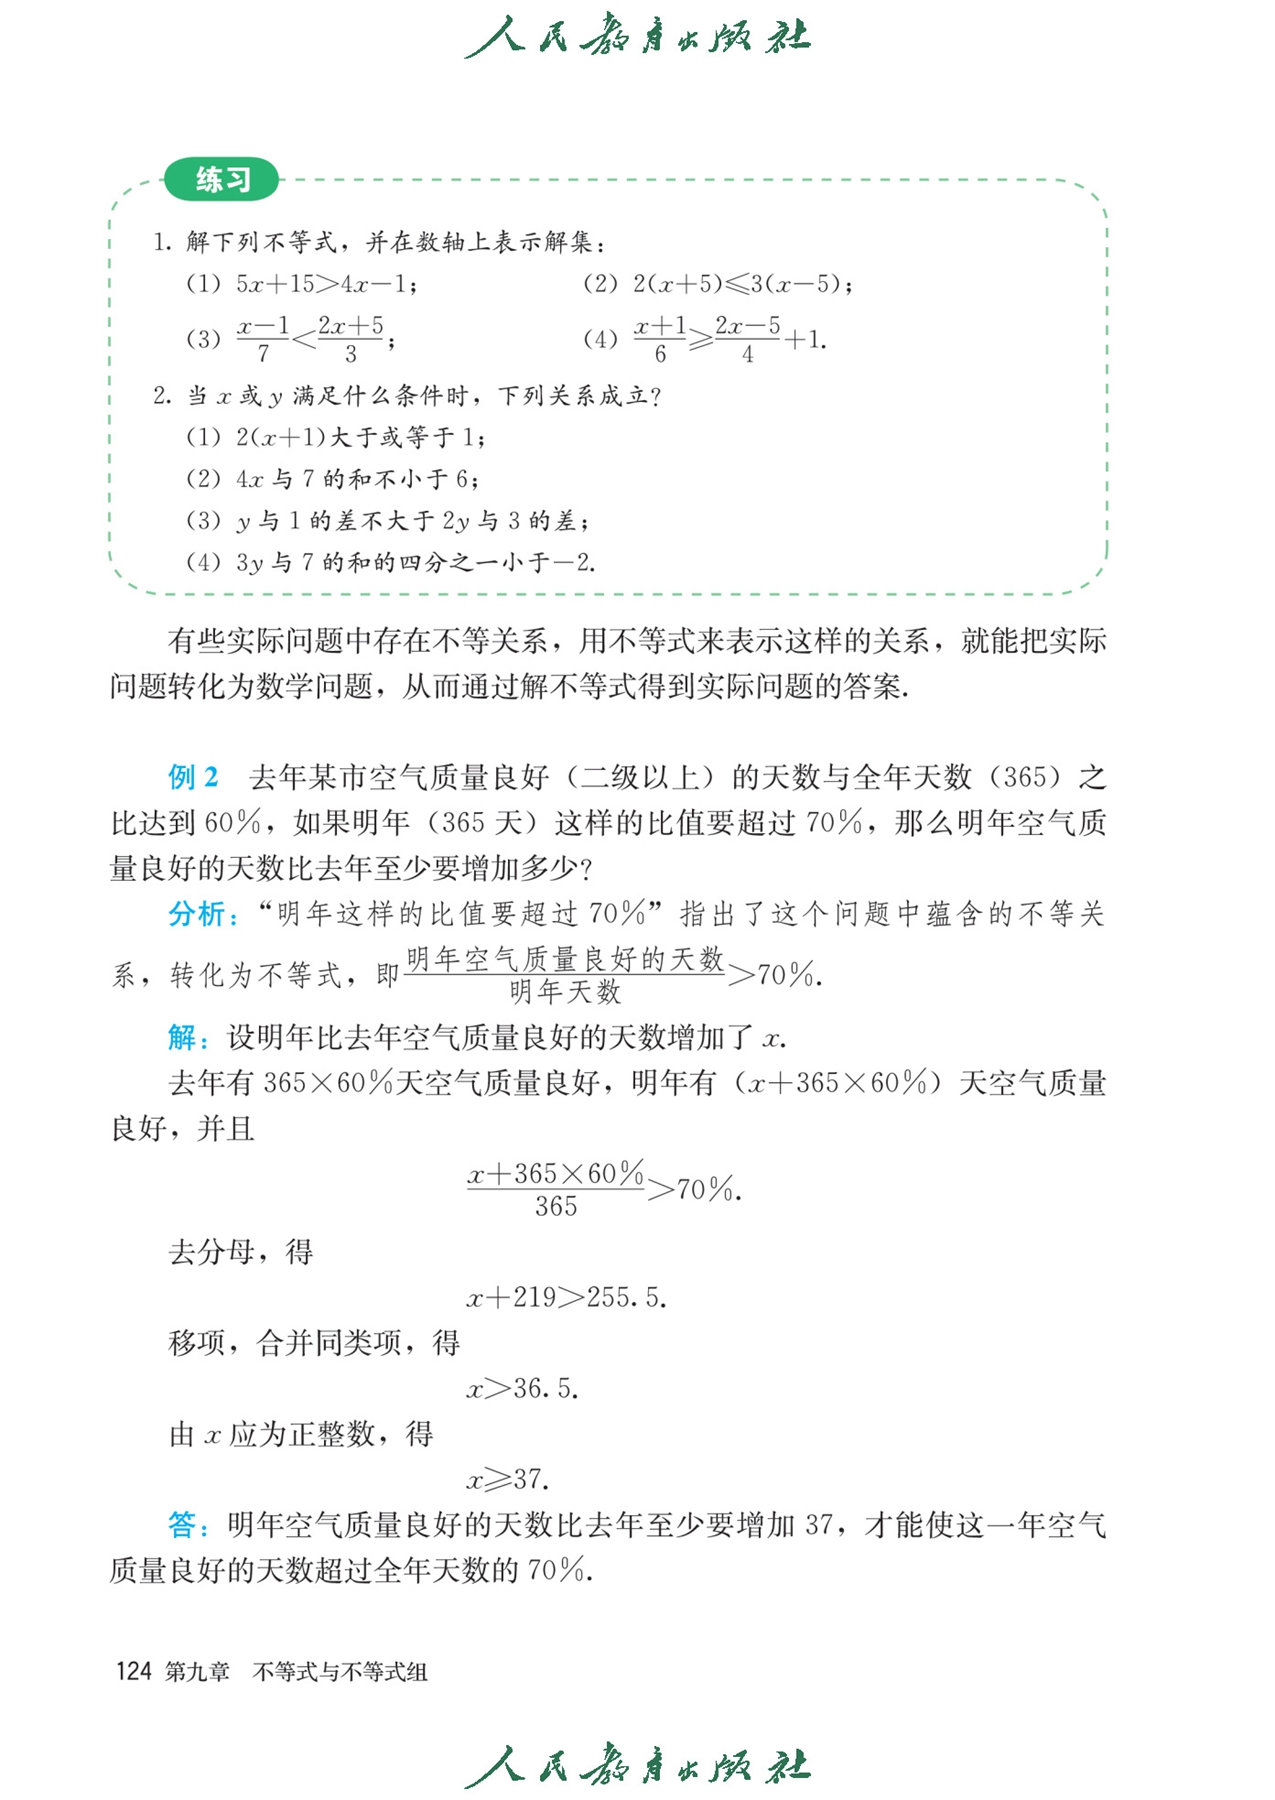 人民教育出版社
练习
1. 解下列不等式，并在数轴上表示解集：
(1) 5x+15>4x-1； (2) 2(x+5)≤3(x-5)；
(3) (x-1)/7<(2x+5)/3； (4) (x+1)/6≥(2x-5)/4+1.
2. 当 x 或 y 满足什么条件时，下列关系成立？
(1) 2(x+1)大于或等于 1；
(2) 4x 与 7 的和不小于 6；
(3) y 与 1 的差不大于 2y 与 3 的差；
(4) 3y 与 7 的和的四分之一小于-2.
有些实际问题中存在不等关系，用不等式来表示这样的关系，就能把实际
问题转化为数学问题，从而通过解不等式得到实际问题的答案.
例 2 去年某市空气质量良好（二级以上）的天数与全年天数（365）之
比达到 60%，如果明年（365 天）这样的比值要超过 70%，那么明年空气质
量良好的天数比去年至少要增加多少？
分析：“明年这样的比值要超过 70%”指出了这个问题中蕴含的不等关
系，转化为不等式，即 明年空气质量良好的天数/明年天数>70%.
解：设明年比去年空气质量良好的天数增加了 x.
去年有 365×60%天空气质量良好，明年有（x+365×60%）天空气质量
良好，并且
(x+365×60%)/365>70%.
去分母，得
x+219>255.5.
移项，合并同类项，得
x>36.5.
由 x 应为正整数，得
x≥37.
答：明年空气质量良好的天数比去年至少要增加 37，才能使这一年空气
质量良好的天数超过全年天数的 70%.
124 第九章 不等式与不等式组
人民教育出版社